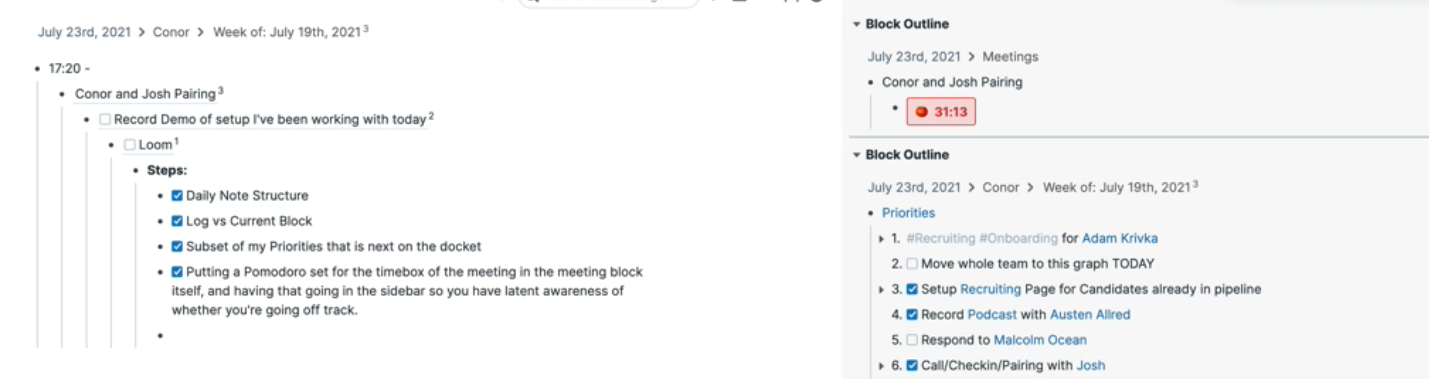 July 23rd, 2021 > Conor > Week of: July 19th, 2021 3
17:20 -
Conor and Josh Pairing 3
Record Demo of setup I've been working with today 2
Loom 1
Steps:
Daily Note Structure
Log vs Current Block
Subset of my Priorities that is next on the docket
Putting a Pomodoro set for the timebox of the meeting in the meeting block
itself, and having that going in the sidebar so you have latent awareness of
whether you're going off track.
Block Outline
July 23rd, 2021 > Meetings
Conor and Josh Pairing
31:13
Block Outline
July 23rd, 2021 > Conor > Week of: July 19th, 2021 3
Priorities
1. #Recruiting #Onboarding for Adam Krivka
2. Move whole team to this graph TODAY
3. Setup Recruiting Page for Candidates already in pipeline
4. Record Podcast with Austen Allred
5. Respond to Malcolm Ocean
6. Call/Checkin/Pairing with Josh